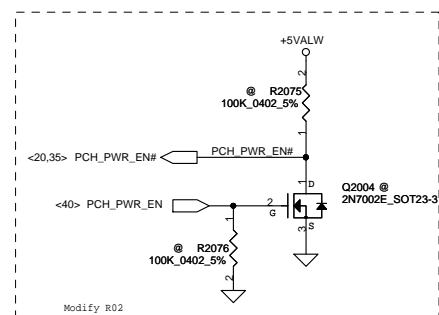 +5VALW
2
@ R2075
100K_0402_5%
1
<20,35> PCH_PWR_EN#
PCH_PWR_EN#
1
D
Q2004 @
2N7002E_SOT23-3
<40> PCH_PWR_EN
2
G
3
S
1
@ R2076
100K_0402_5%
2
Modify R02